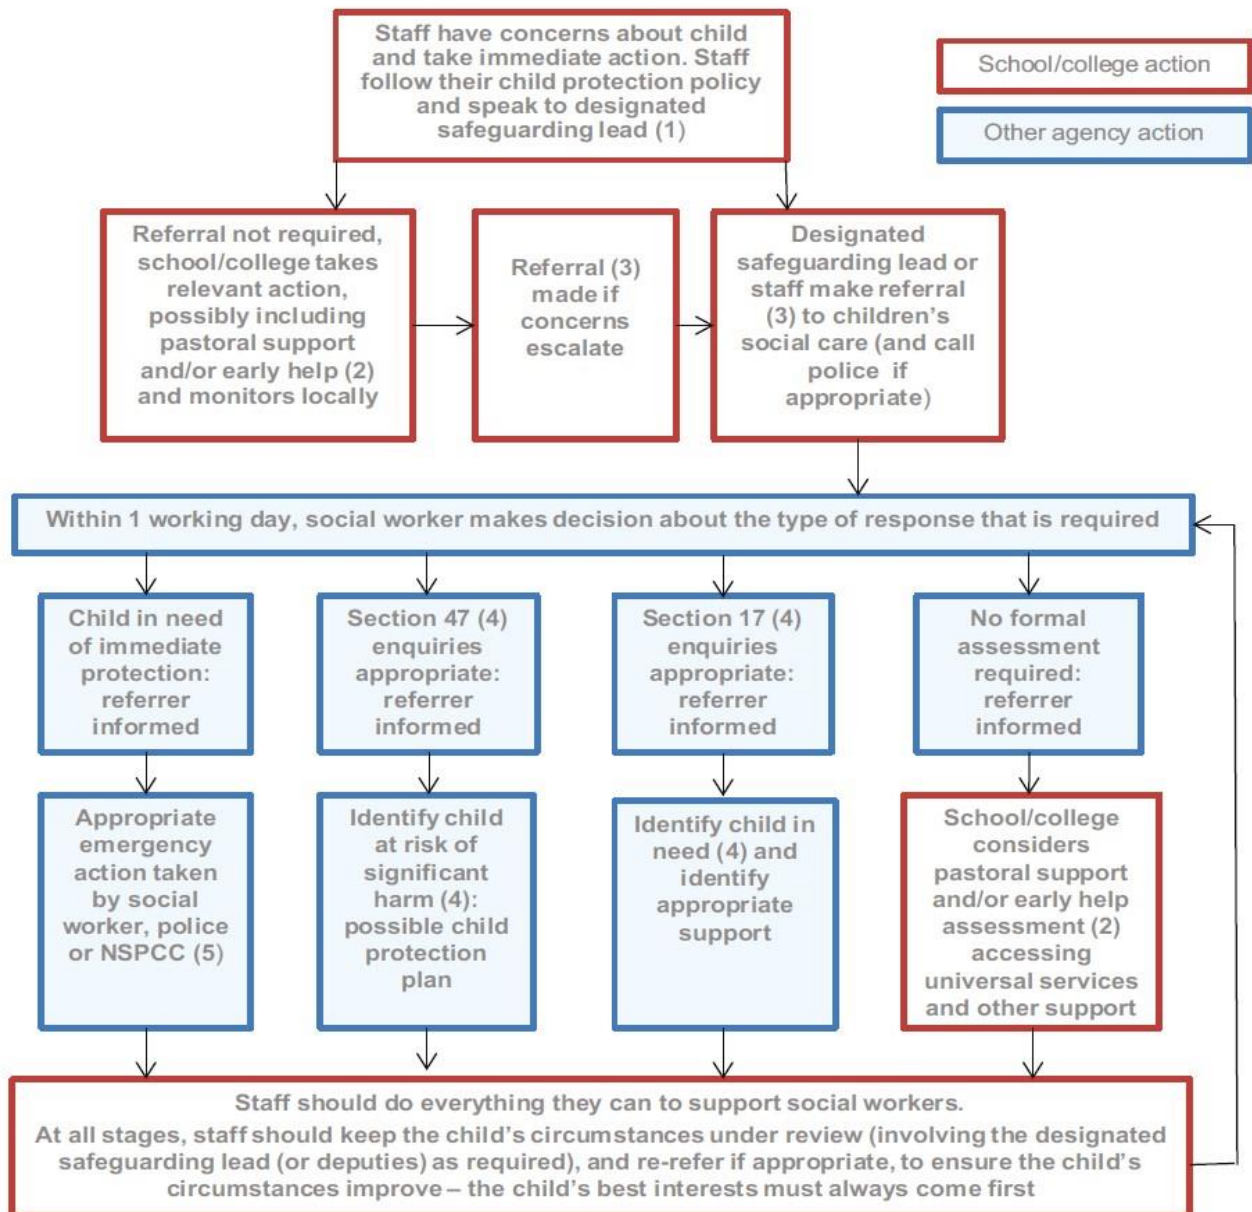 Staff have concerns about child
and take immediate action. Staff
follow their child protection policy
and speak to designated
safeguarding lead (1)
School/college action
Other agency action
Referral not required,
school/college takes
relevant action,
possibly including
pastoral support
and/or early help (2)
and monitors locally
Referral (3)
made if
concerns
escalate
Designated
safeguarding lead or
staff make referral
(3) to children’s
social care (and call
police if
appropriate)
Within 1 working day, social worker makes decision about the type of response that is required
Child in need
of immediate
protection:
referrer
informed
Section 47 (4)
enquiries
appropriate:
referrer
informed
Section 17 (4)
enquiries
appropriate:
referrer
informed
No formal
assessment
required:
referrer
informed
Appropriate
emergency
action taken
by social
worker, police
or NSPCC (5)
Identify child
at risk of
significant
harm (4):
possible child
protection
plan
Identify child in
need (4) and
identify
appropriate
support
School/college
considers
pastoral support
and/or early help
assessment (2)
accessing
universal services
and other support
Staff should do everything they can to support social workers.
At all stages, staff should keep the child’s circumstances under review (involving the designated
safeguarding lead (or deputies) as required), and re-refer if appropriate, to ensure the child’s
circumstances improve – the child’s best interests must always come first